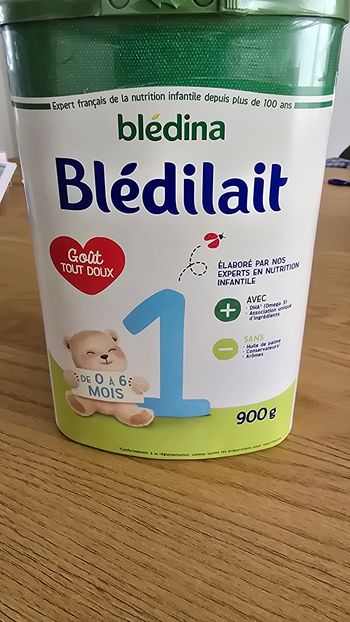 Expert français de la nutrition infantile depuis plus de 100 ans
blédina
Blédilait
Goût
TOUT DOUX
ÉLABORÉ PAR NOS
EXPERTS EN NUTRITION
INFANTILE
+ AVEC
• DHA¹ (Omega 3)
• Association unique
d'ingrédients
- SANS
• Huile de palme
• Conservateurs*
• Arômes
1
DE 0 À 6
MOIS
900 g